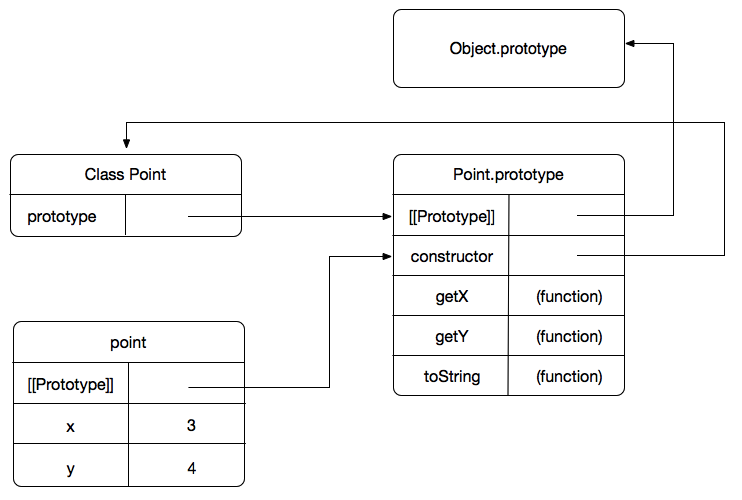 Object.prototype
Class Point
prototype
Point.prototype
[[Prototype]]
constructor
getX (function)
getY (function)
toString (function)
point
[[Prototype]]
x 3
y 4